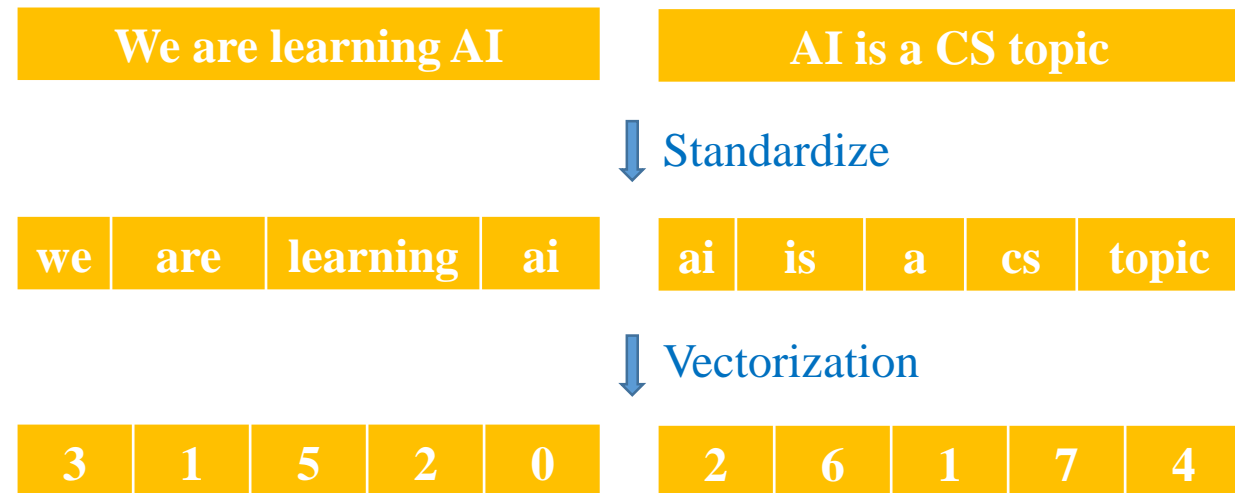 We are learning AI
AI is a CS topic
Standardize
we are learning ai
ai is a cs topic
Vectorization
3 1 5 2 0
2 6 1 7 4